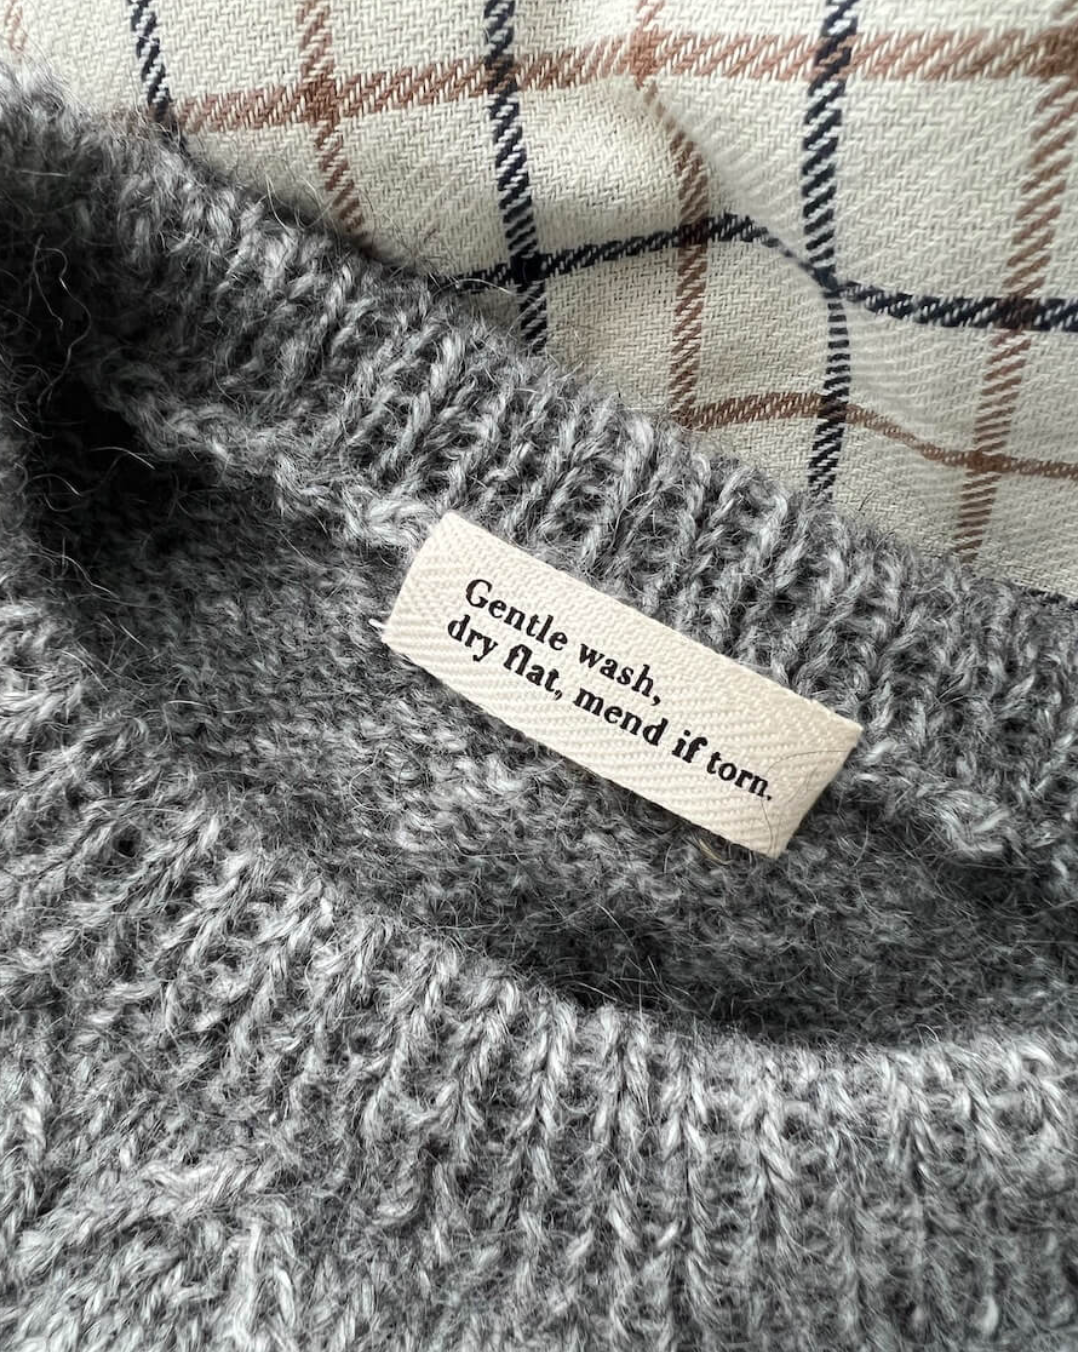 Gentle wash,
dry flat, mend if torn.